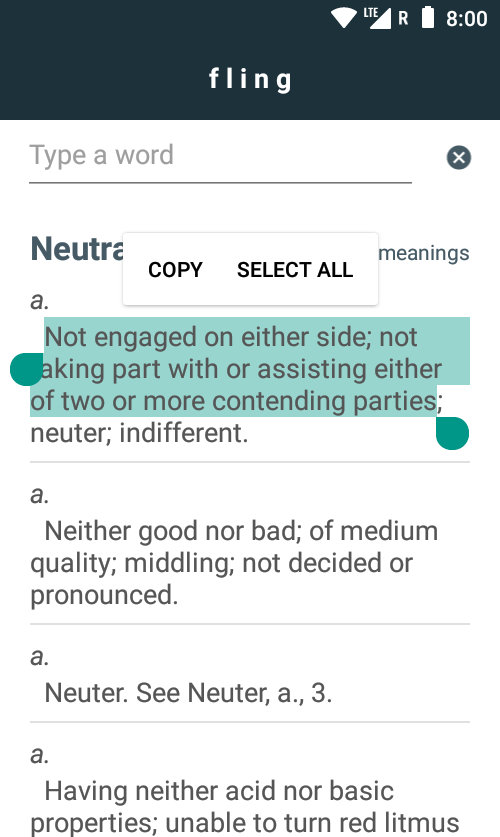 LTE R 8:00
fling
Type a word
Neutra meanings
COPY SELECT ALL
a.
Not engaged on either side; not
aking part with or assisting either
of two or more contending parties;
neuter; indifferent.
a.
Neither good nor bad; of medium
quality; middling; not decided or
pronounced.
a.
Neuter. See Neuter, a., 3.
a.
Having neither acid nor basic
properties; unable to turn red litmus